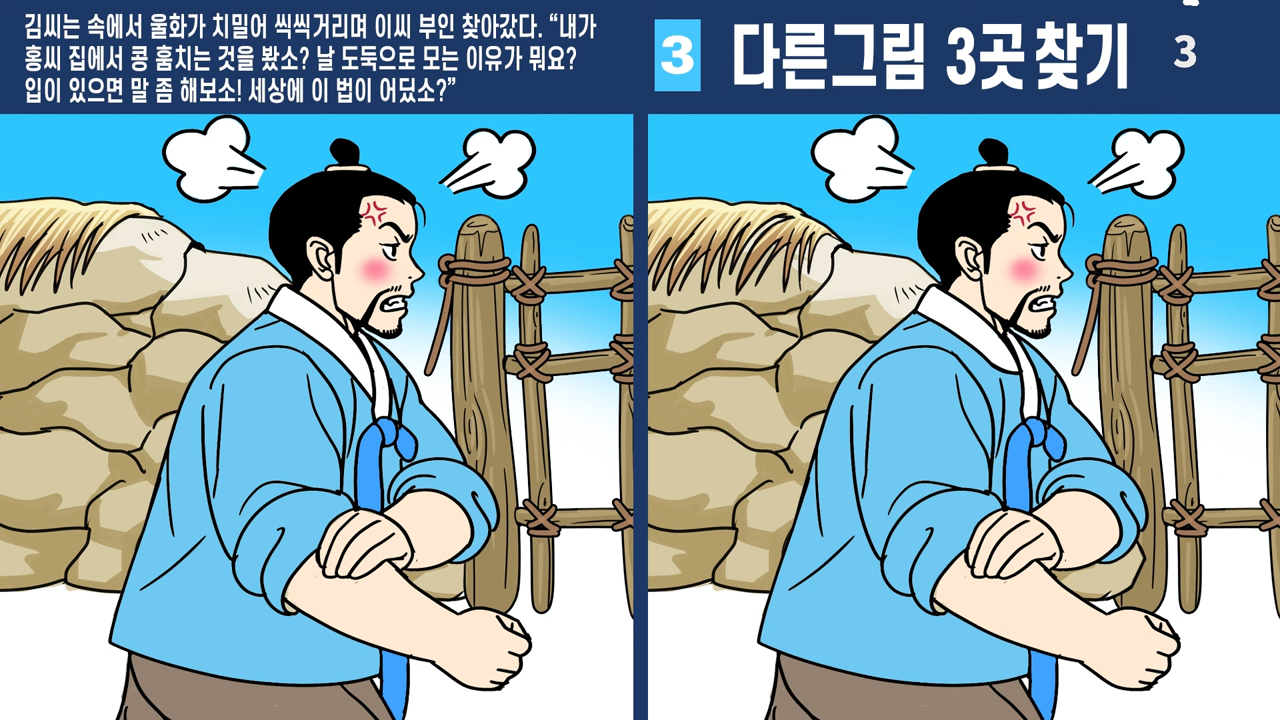 김씨는 속에서 울화가 치밀어 씩씩거리며 이씨 부인 찾아갔다. “내가
홍씨 집에서 콩 훔치는 것을 봤소? 날 도둑으로 모는 이유가 뭐요?
입이 있으면 말 좀 해보소! 세상에 이 법이 어딨소?”
3 다른그림 3곳 찾기 3